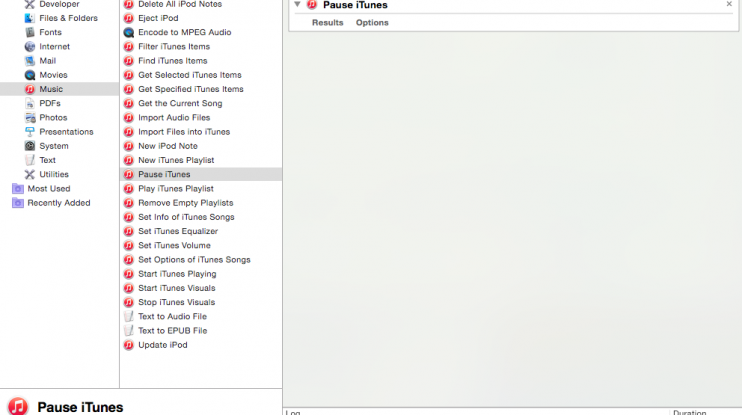 Developer
Files & Folders
Fonts
Internet
Mail
Movies
Music
PDFs
Photos
Presentations
System
Text
Utilities
Most Used
Recently Added
Delete All iPod Notes
Eject iPod
Encode to MPEG Audio
Filter iTunes Items
Find iTunes Items
Get Selected iTunes Items
Get Specified iTunes Items
Get the Current Song
Import Audio Files
Import Files into iTunes
New iPod Note
New iTunes Playlist
Pause iTunes
Play iTunes Playlist
Remove Empty Playlists
Set Info of iTunes Songs
Set iTunes Equalizer
Set iTunes Volume
Set Options of iTunes Songs
Start iTunes Playing
Start iTunes Visuals
Stop iTunes Visuals
Text to Audio File
Text to EPUB File
Update iPod
Pause iTunes
Pause iTunes
Results Options
Log Duration